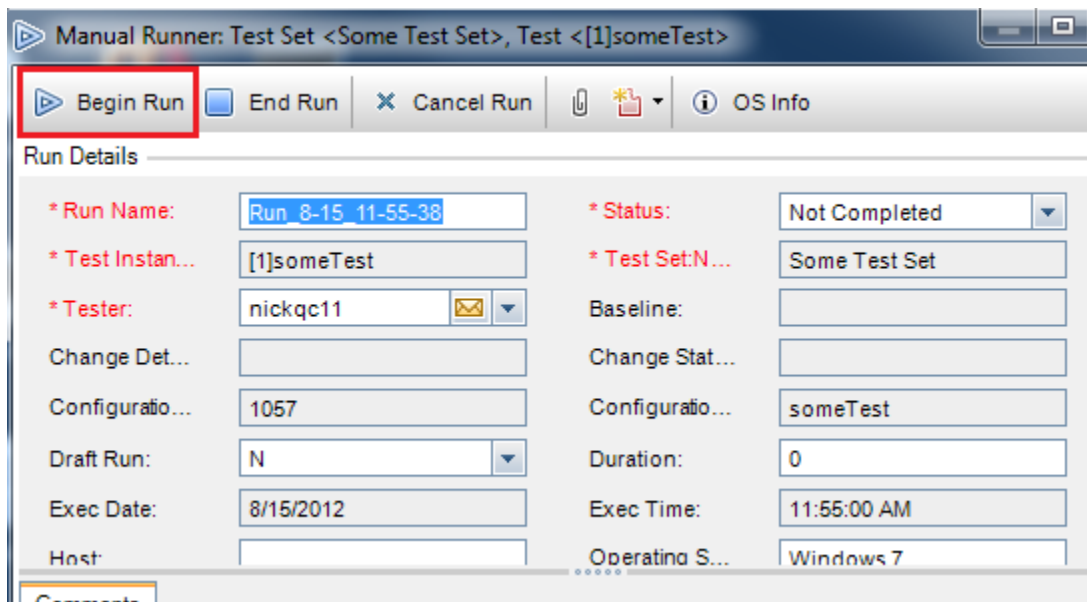 Manual Runner: Test Set <Some Test Set>, Test <[1]someTest>
Begin Run End Run Cancel Run OS Info
Run Details
* Run Name: Run_8-15_11-55-38 * Status: Not Completed
* Test Instan... [1]someTest * Test Set:N... Some Test Set
* Tester: nickqc11 Baseline:
Change Det... Change Stat...
Configuratio... 1057 Configuratio... someTest
Draft Run: N Duration: 0
Exec Date: 8/15/2012 Exec Time: 11:55:00 AM
Host: Operating S... Windows 7
Comments